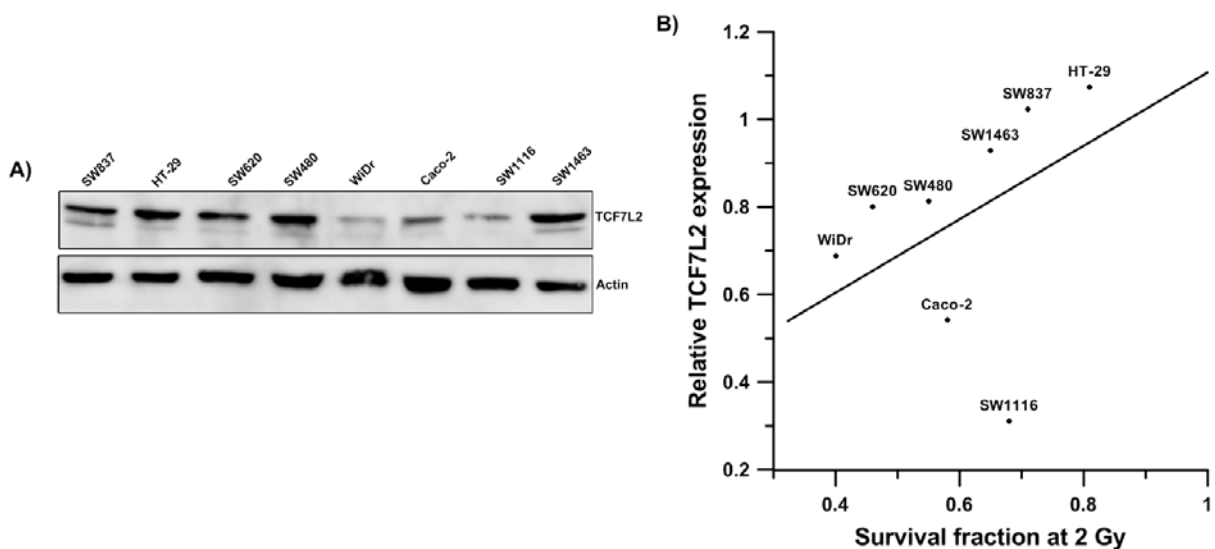 A)
SW837
HT-29
SW620
SW480
WiDr
Caco-2
SW1116
SW1463
TCF7L2
Actin
B)
Relative TCF7L2 expression
1.2
1
0.8
0.6
0.4
0.2
HT-29
SW837
SW1463
SW620
SW480
WiDr
Caco-2
SW1116
0.4
0.6
0.8
1
Survival fraction at 2 Gy